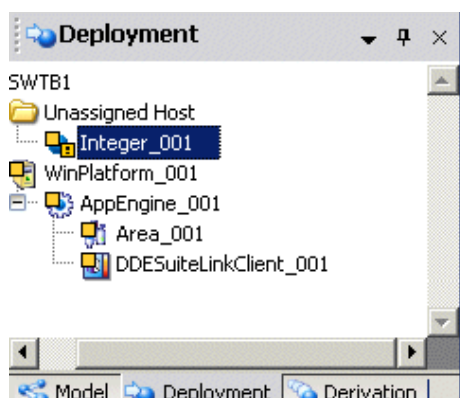 Deployment
SWTB1
Unassigned Host
Integer_001
WinPlatform_001
AppEngine_001
Area_001
DDESuiteLinkClient_001
Model Deployment Derivation